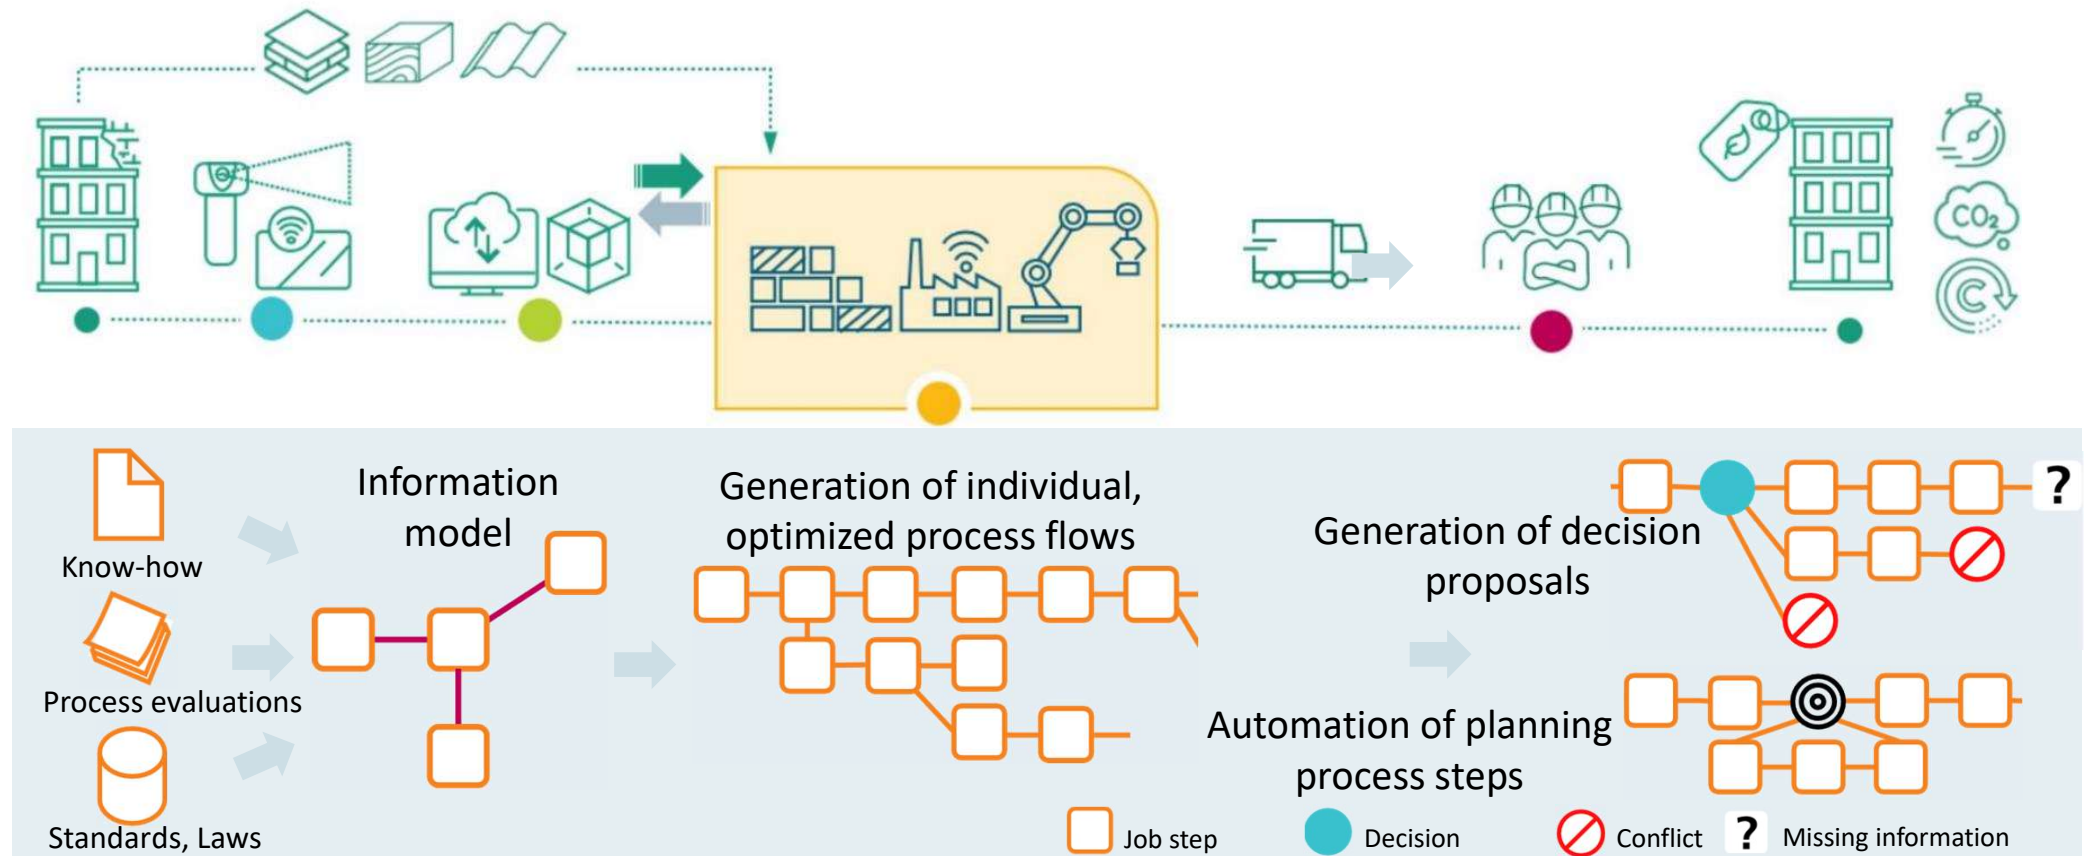 CO₂
C
Know-how
Process evaluations
Standards, Laws
Information
model
Generation of individual,
optimized process flows
Generation of decision
proposals
?
Automation of planning
process steps
Job step
Decision
Conflict
?
Missing information